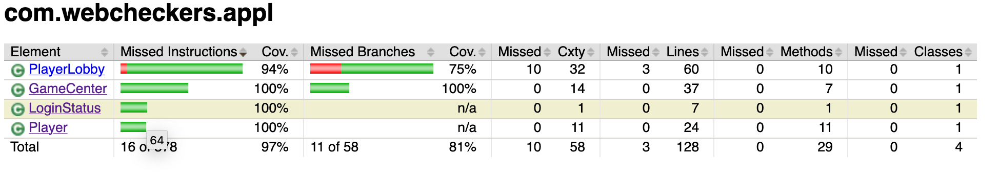 com.webcheckers.appl
Element Missed Instructions Cov. Missed Branches Cov. Missed Cxty Missed Lines Missed Methods Missed Classes
C PlayerLobby 94% 75% 10 32 3 60 0 10 0 1
C GameCenter 100% 100% 0 14 0 37 0 7 0 1
C LoginStatus 100% n/a 0 1 0 7 0 1 0 1
C Player 100% n/a 0 11 0 24 0 11 0 1
64
Total 16 of 97% 11 of 58 81% 10 58 3 128 0 29 0 4